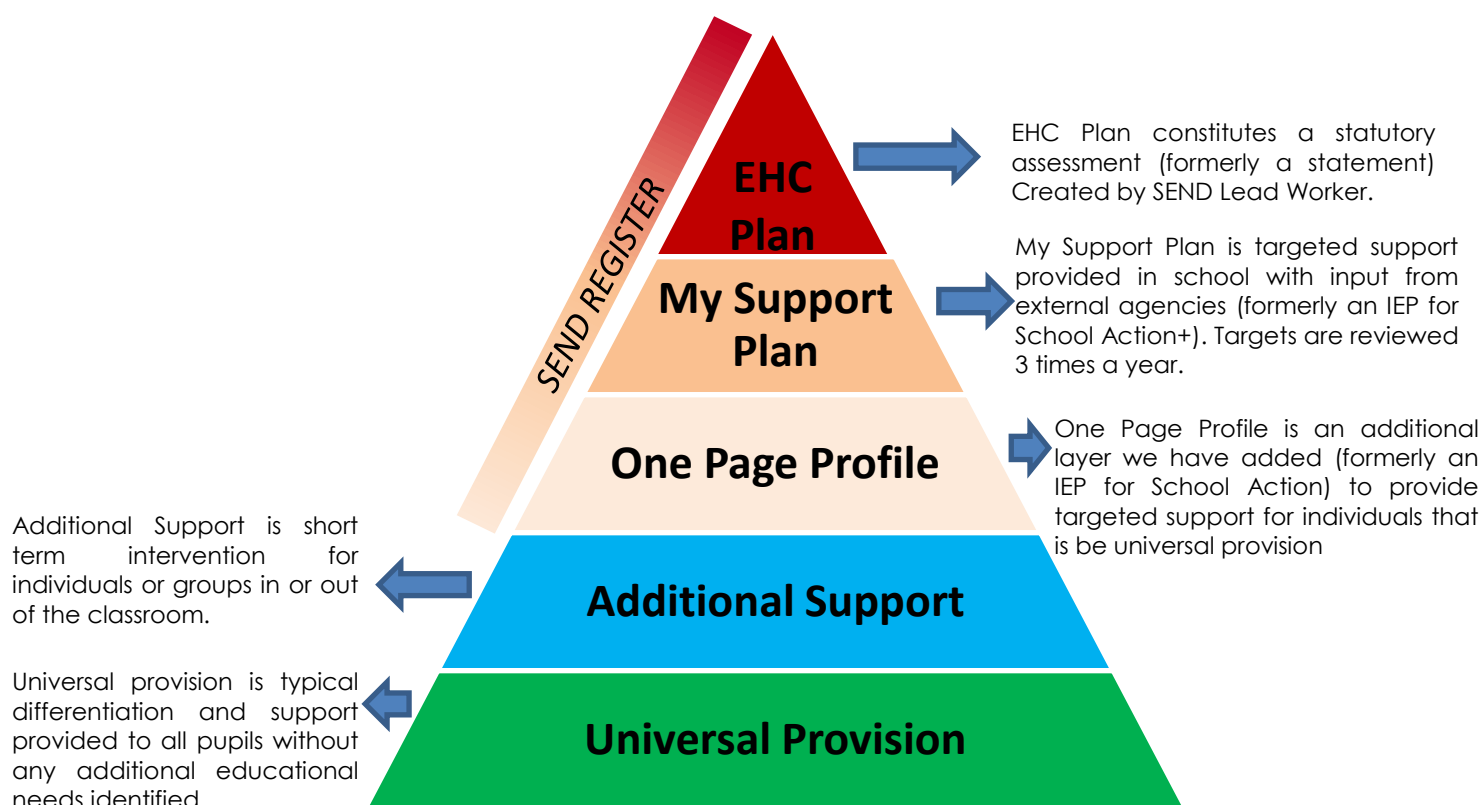 SEND REGISTER
EHC
Plan
EHC Plan constitutes a statutory
assessment (formerly a statement)
Created by SEND Lead Worker.
My Support
Plan
My Support Plan is targeted support
provided in school with input from
external agencies (formerly an IEP for
School Action+). Targets are reviewed
3 times a year.
One Page Profile
One Page Profile is an additional
layer we have added (formerly an
IEP for School Action) to provide
targeted support for individuals that
is be universal provision
Additional Support is short
term intervention for
individuals or groups in or out
of the classroom.
Additional Support
Universal provision is typical
differentiation and support
provided to all pupils without
any additional educational
needs identified
Universal Provision